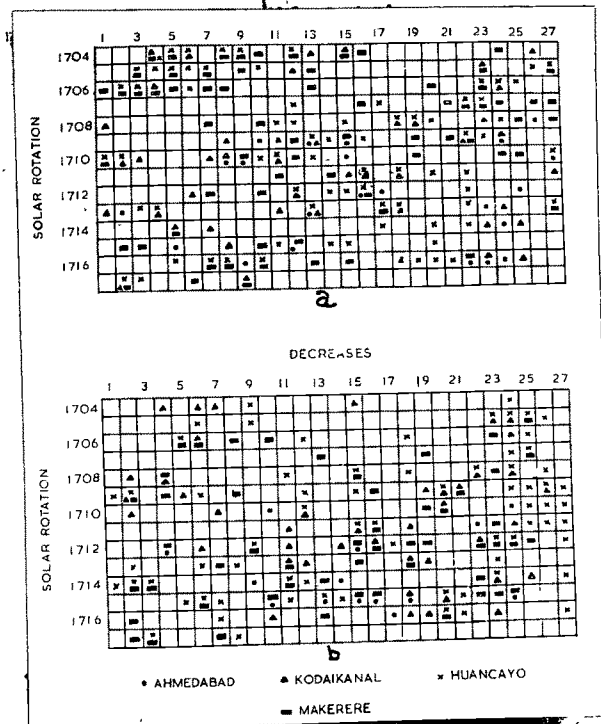 1 3 5 7 9 11 13 15 17 19 21 23 25 27
1704
1706
1708
1710
1712
1714
1716
SOLAR ROTATION
a
DECREASES
1 3 5 7 9 11 13 15 17 19 21 23 25 27
1704
1706
1708
1710
1712
1714
1716
SOLAR ROTATION
b
AHMEDABAD KODAIKANAL HUANCAYO
MAKERERE